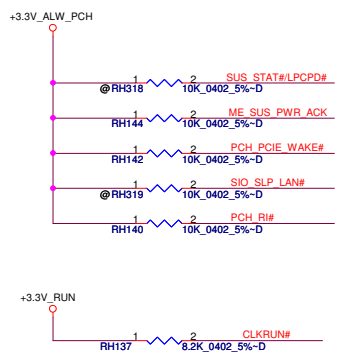 +3.3V_ALW_PCH
1 2 SUS_STAT#/LPCPD#
@RH318 10K_0402_5%~D
1 2 ME_SUS_PWR_ACK
RH144 10K_0402_5%~D
1 2 PCH_PCIE_WAKE#
RH142 10K_0402_5%~D
1 2 SIO_SLP_LAN#
@RH319 10K_0402_5%~D
1 2 PCH_RI#
RH140 10K_0402_5%~D
+3.3V_RUN
1 2 CLKRUN#
RH137 8.2K_0402_5%~D